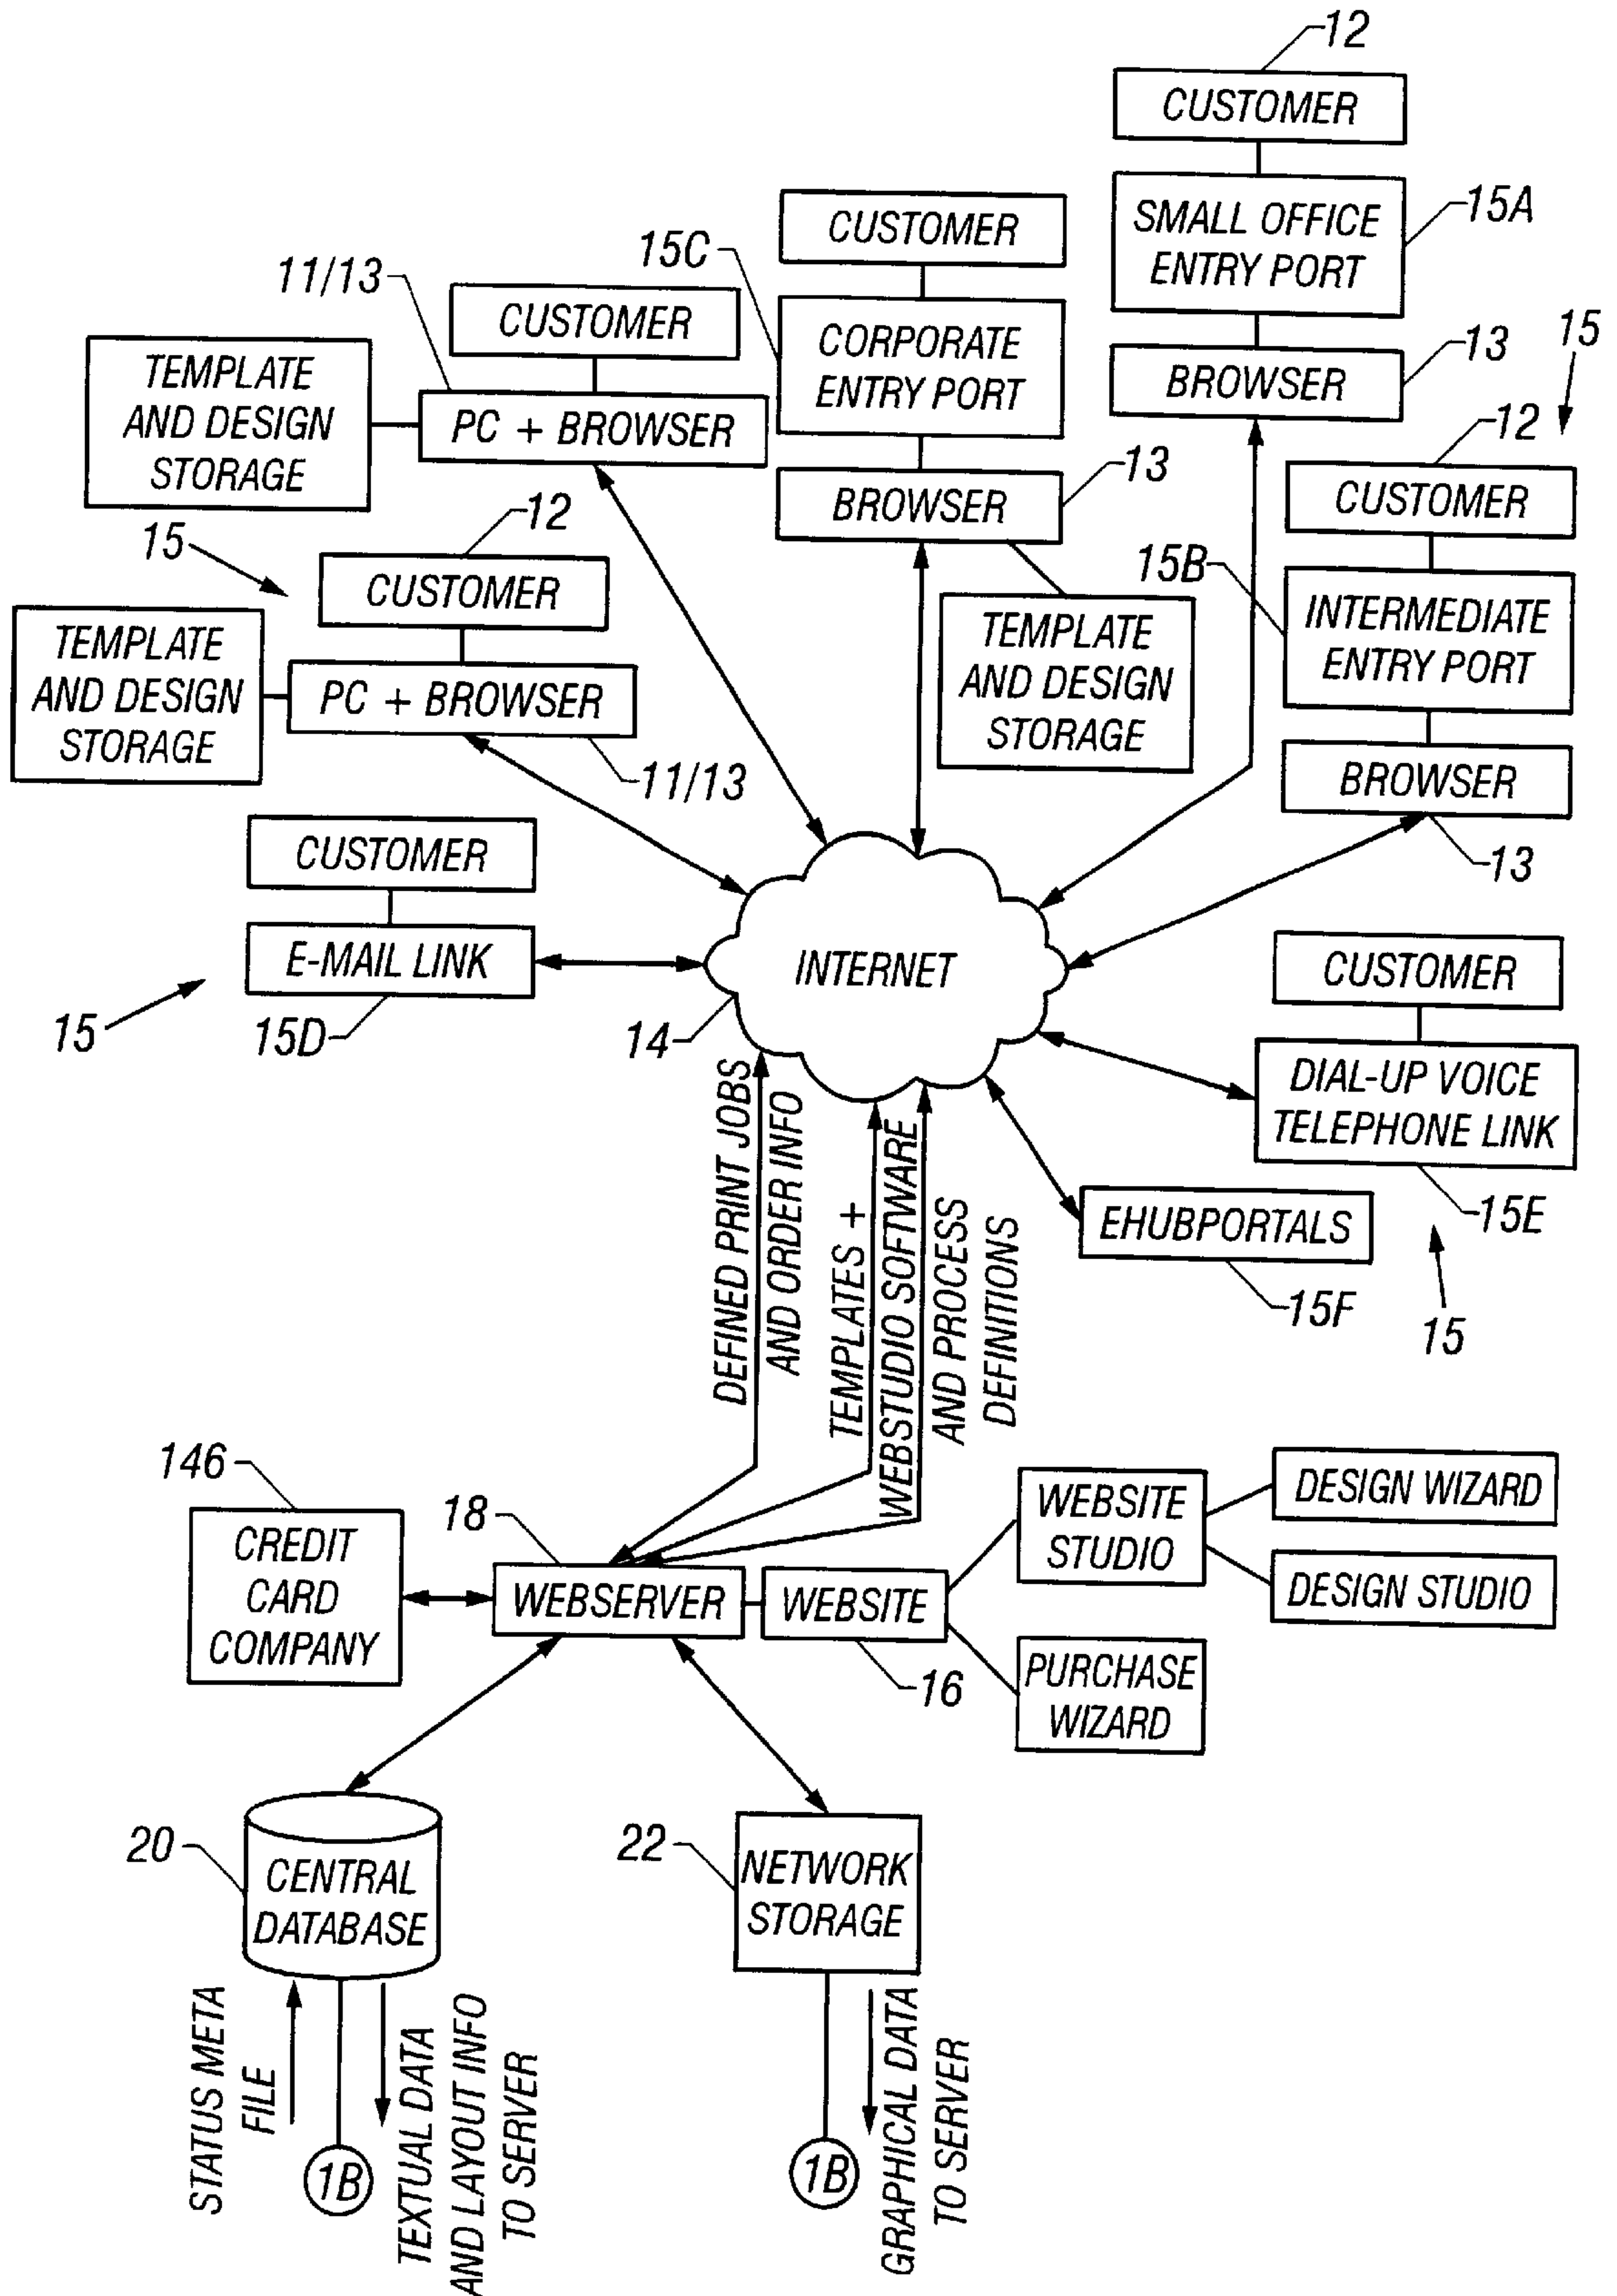 12
CUSTOMER
SMALL OFFICE
ENTRY PORT
15A
BROWSER
13
15
CUSTOMER
15C
CORPORATE
ENTRY PORT
BROWSER
13
TEMPLATE
AND DESIGN
STORAGE
11/13
CUSTOMER
TEMPLATE
AND DESIGN
STORAGE
PC + BROWSER
12
CUSTOMER
15B
INTERMEDIATE
ENTRY PORT
BROWSER
13
15
12
CUSTOMER
TEMPLATE
AND DESIGN
STORAGE
PC + BROWSER
11/13
CUSTOMER
E-MAIL LINK
15
15D
INTERNET
14
CUSTOMER
DIAL-UP VOICE
TELEPHONE LINK
15E
EHUBPORTALS
15F
15
DEFINED PRINT JOBS
AND ORDER INFO
TEMPLATES +
WEBSTUDIO SOFTWARE
AND PROCESS
DEFINITIONS
146
CREDIT
CARD
COMPANY
18
WEBSERVER
WEBSITE
16
WEBSITE
STUDIO
DESIGN WIZARD
DESIGN STUDIO
PURCHASE
WIZARD
20
CENTRAL
DATABASE
22
NETWORK
STORAGE
STATUS META
FILE
1B
TEXTUAL DATA
AND LAYOUT INFO
TO SERVER
1B
GRAPHICAL DATA
TO SERVER